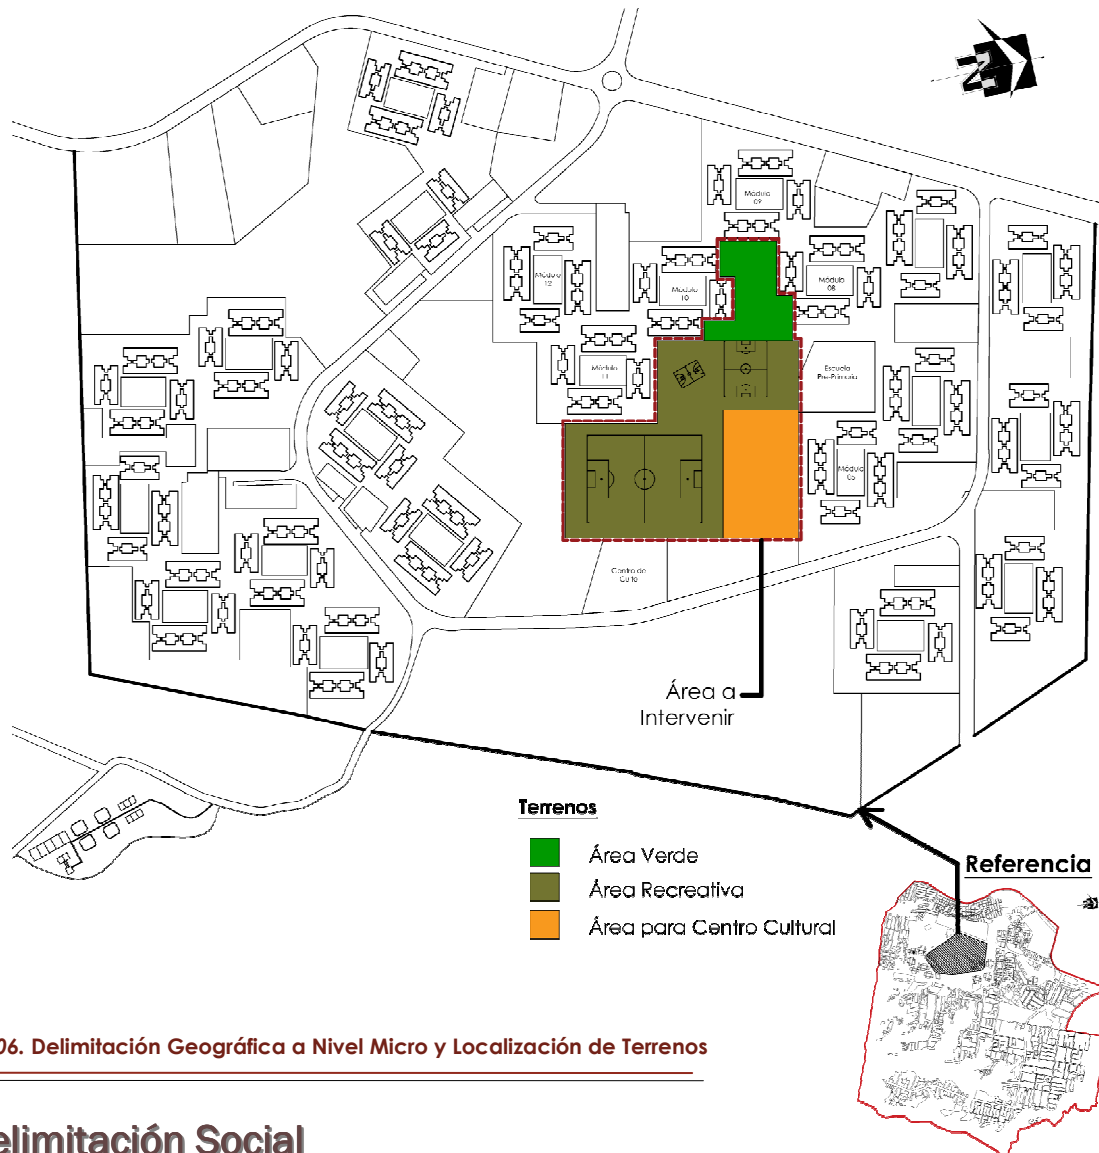 Módulo
09
Módulo
12
Módulo
10
Módulo
08
Módulo
11
Escuela
Pre-Primaria
Módulo
05
Centro de
Culto
Área a
Intervenir
Terrenos
Área Verde
Área Recreativa
Área para Centro Cultural
Referencia
06. Delimitación Geográfica a Nivel Micro y Localización de Terrenos
elimitación Social